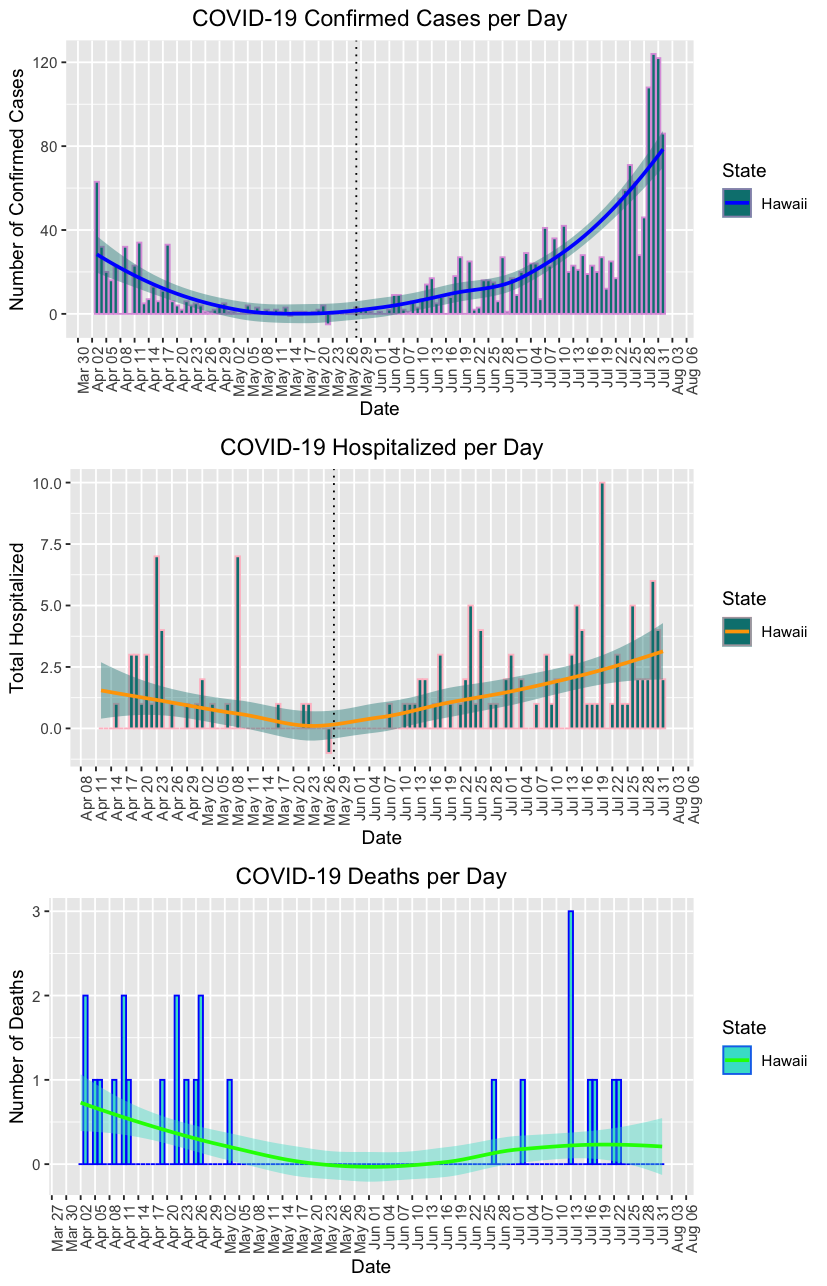 COVID-19 Confirmed Cases per Day
Number of Confirmed Cases
120
80
40
0
Mar 30
Apr 02
Apr 05
Apr 08
Apr 11
Apr 14
Apr 17
Apr 20
Apr 23
Apr 26
Apr 29
May 02
May 05
May 08
May 11
May 14
May 17
May 20
May 23
May 26
May 29
Jun 01
Jun 04
Jun 07
Jun 10
Jun 13
Jun 16
Jun 19
Jun 22
Jun 25
Jun 28
Jul 01
Jul 04
Jul 07
Jul 10
Jul 13
Jul 16
Jul 19
Jul 22
Jul 25
Jul 28
Jul 31
Aug 03
Aug 06
Date
State
Hawaii
COVID-19 Hospitalized per Day
Total Hospitalized
10.0
7.5
5.0
2.5
0.0
Apr 08
Apr 11
Apr 14
Apr 17
Apr 20
Apr 23
Apr 26
Apr 29
May 02
May 05
May 08
May 11
May 14
May 17
May 20
May 23
May 26
May 29
Jun 01
Jun 04
Jun 07
Jun 10
Jun 13
Jun 16
Jun 19
Jun 22
Jun 25
Jun 28
Jul 01
Jul 04
Jul 07
Jul 10
Jul 13
Jul 16
Jul 19
Jul 22
Jul 25
Jul 28
Jul 31
Aug 03
Aug 06
Date
State
Hawaii
COVID-19 Deaths per Day
Number of Deaths
3
2
1
0
Mar 27
Mar 30
Apr 02
Apr 05
Apr 08
Apr 11
Apr 14
Apr 17
Apr 20
Apr 23
Apr 26
Apr 29
May 02
May 05
May 08
May 11
May 14
May 17
May 20
May 23
May 26
May 29
Jun 01
Jun 04
Jun 07
Jun 10
Jun 13
Jun 16
Jun 19
Jun 22
Jun 25
Jun 28
Jul 01
Jul 04
Jul 07
Jul 10
Jul 13
Jul 16
Jul 19
Jul 22
Jul 25
Jul 28
Jul 31
Aug 03
Aug 06
Date
State
Hawaii